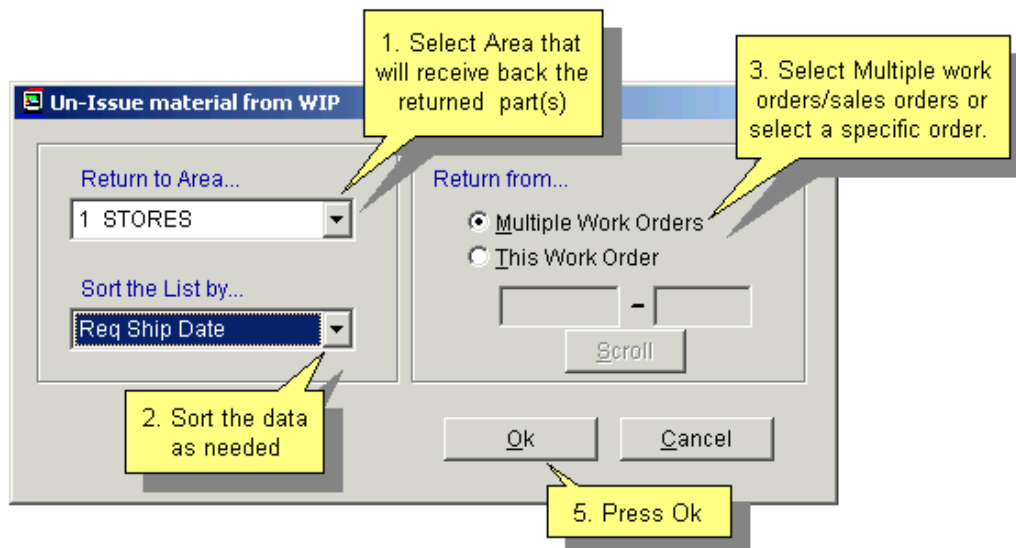 1. Select Area that
will receive back the
returned part(s)
3. Select Multiple work
orders/sales orders or
select a specific order.
Un-Issue material from WIP
Return to Area...
1 STORES
Sort the List by...
Req Ship Date
2. Sort the data
as needed
Return from...
Multiple Work Orders
This Work Order
-
Scroll
Ok
Cancel
5. Press Ok